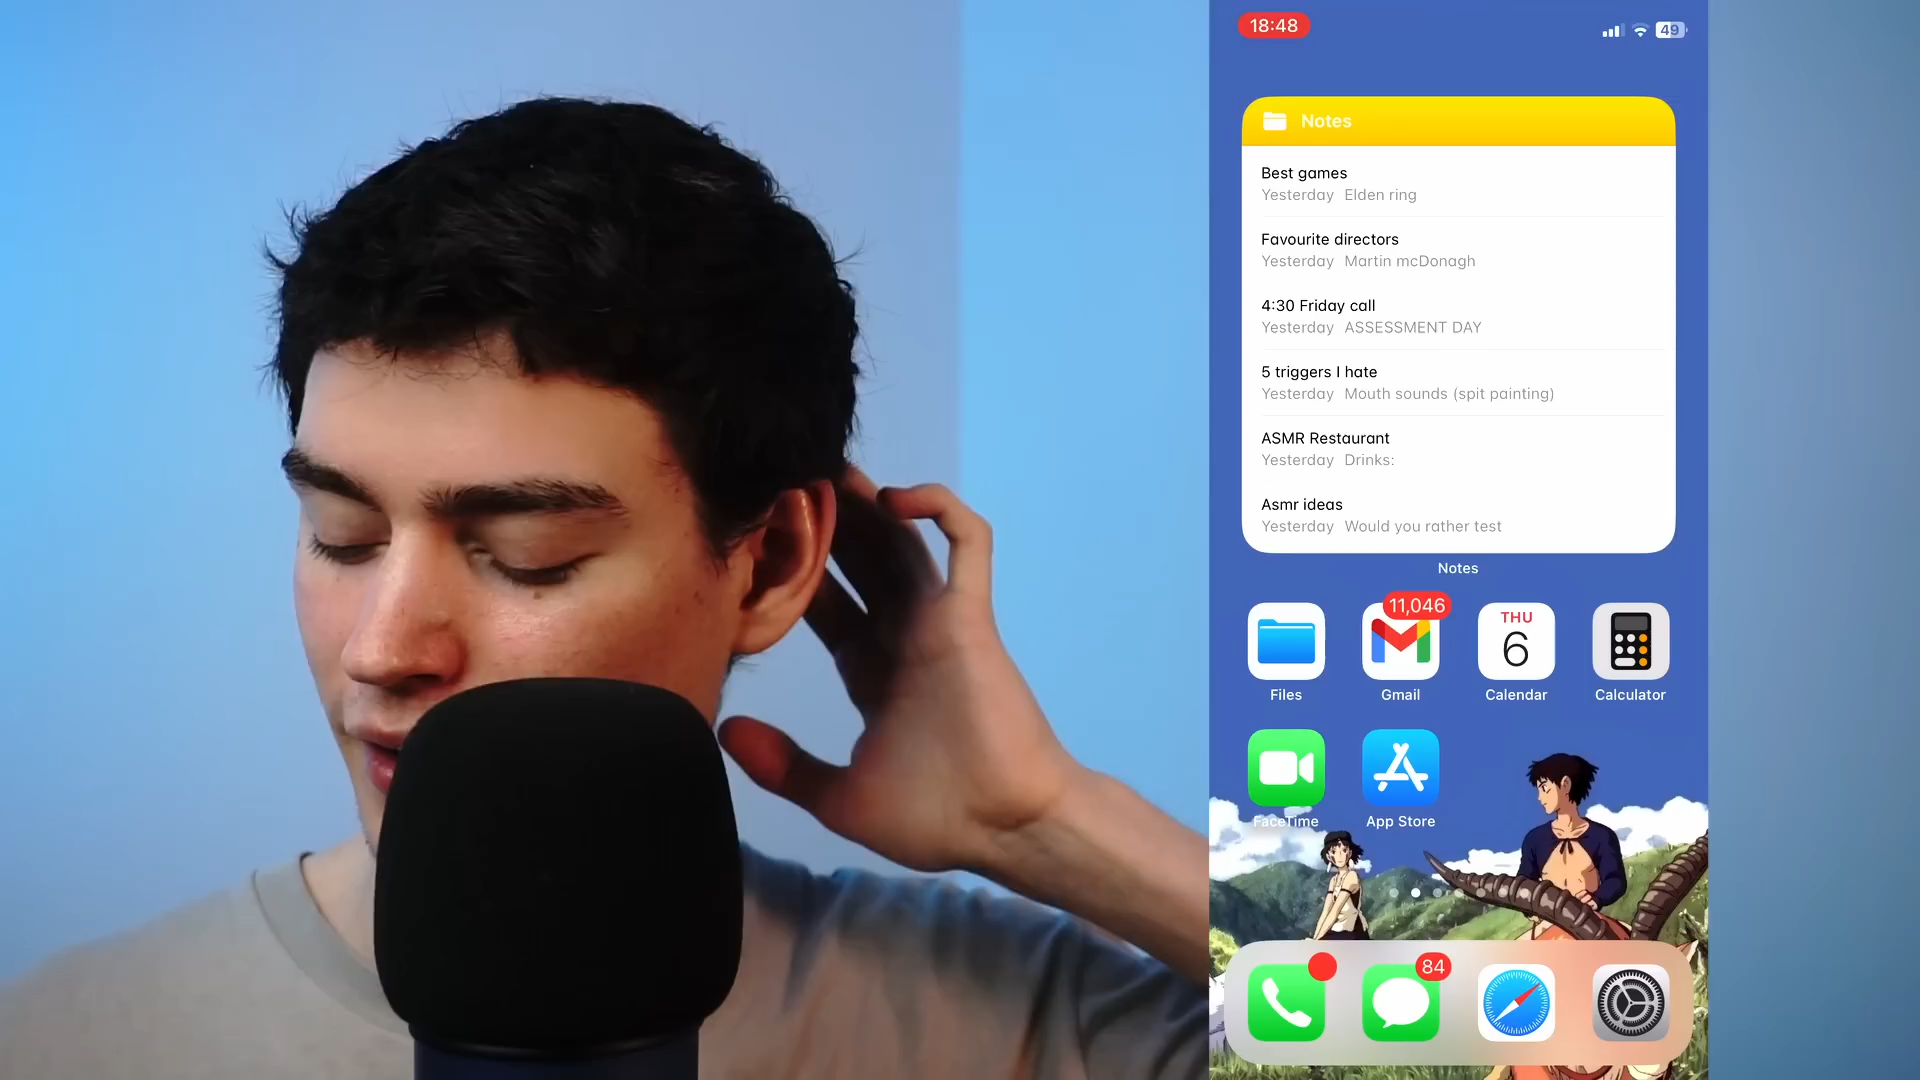 18:48
49
Notes
Best games
Yesterday Elden ring
Favourite directors
Yesterday Martin mcDonagh
4:30 Friday call
Yesterday ASSESSMENT DAY
5 triggers I hate
Yesterday Mouth sounds (spit painting)
ASMR Restaurant
Yesterday Drinks:
Asmr ideas
Yesterday Would you rather test
Notes
11,046
THU
6
Files
Gmail
Calendar
Calculator
FaceTime
App Store
84